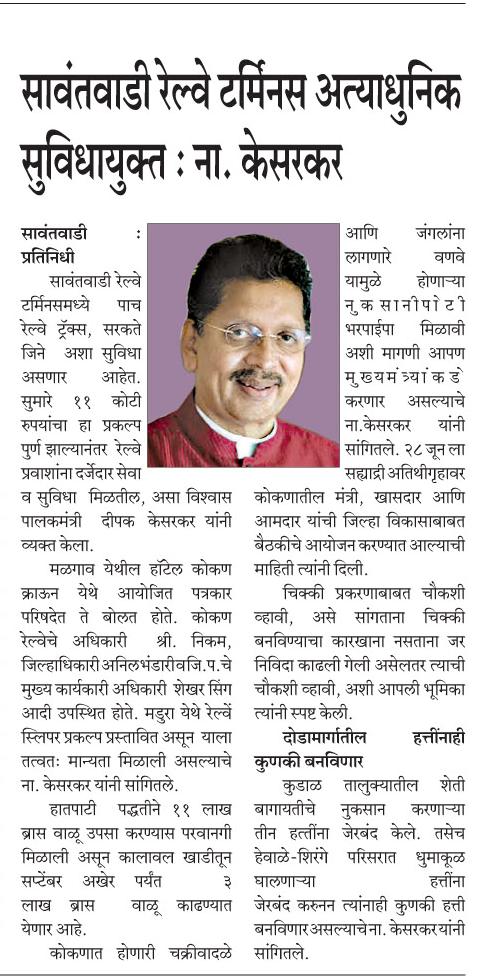 सावंतवाडी रेल्वे टर्मिनस अत्याधुनिक
सुविधायुक्त : ना. केसरकर
सावंतवाडी :
प्रतिनिधी
सावंतवाडी रेल्वे
टर्मिनसमध्ये पाच
रेल्वे ट्रॅक्स, सरकते
जिने अशा सुविधा
असणार आहेत.
सुमारे ११ कोटी
रुपयांचा हा प्रकल्प
पुर्ण झाल्यानंतर रेल्वे
प्रवाशांना दर्जेदार सेवा
व सुविधा मिळतील, असा विश्वास
पालकमंत्री दीपक केसरकर यांनी
व्यक्त केला.
मळगाव येथील हॉटेल कोकण
क्राऊन येथे आयोजित पत्रकार
परिषदेत ते बोलत होते. कोकण
रेल्वेचे अधिकारी श्री. निकम,
जिल्हाधिकारी अनिल भंडारी व जि.प.चे
मुख्य कार्यकारी अधिकारी शेखर सिंग
आदी उपस्थित होते. मडुरा येथे रेल्वे
स्लिपर प्रकल्प प्रस्तावित असून याला
तत्वतः मान्यता मिळाली असल्याचे
ना. केसरकर यांनी सांगितले.
हातपाटी पद्धतीने ११ लाख
ब्रास वाळू उपसा करण्यास परवानगी
मिळाली असून कालावल खाडीतून
सप्टेंबर अखेर पर्यंत ३
लाख ब्रास वाळू काढण्यात
येणार आहे.
कोकणात होणारी चक्रीवादळे
आणि जंगलांना
लागणारे वणवे
यामुळे होणाऱ्या
नुकसानीपोटी
भरपाईपा मिळावी
अशी मागणी आपण
मुख्यमंत्र्यांकडे
करणार असल्याचे
ना.केसरकर यांनी
सांगितले. २८ जून ला
सह्याद्री अतिथीगृहावर
कोकणातील मंत्री, खासदार आणि
आमदार यांची जिल्हा विकासाबाबत
बैठकीचे आयोजन करण्यात आल्याची
माहिती त्यांनी दिली.
चिक्की प्रकरणाबाबत चौकशी
व्हावी, असे सांगताना चिक्की
बनविण्याचा कारखाना नसताना जर
निविदा काढली गेली असेलतर त्याची
चौकशी व्हावी, अशी आपली भूमिका
त्यांनी स्पष्ट केली.
दोडामार्गातील हत्तींनाही
कुणकी बनविणार
कुडाळ तालुक्यातील शेती
बागायतीचे नुकसान करणाऱ्या
तीन हत्तींना जेरबंद केले. तसेच
हेवाळे-शिरंगे परिसरात धुमाकूळ
घालणाऱ्या हत्तींना
जेरबंद करुनन त्यांनाही कुणकी हत्ती
बनविणार असल्याचे ना. केसरकर यांनी
सांगितले.